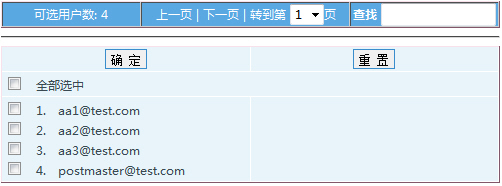 可选用户数: 4 上一页 | 下一页 | 转到第 1 页 查找
确 定 重 置
全部选中
1. aa1@test.com
2. aa2@test.com
3. aa3@test.com
4. postmaster@test.com